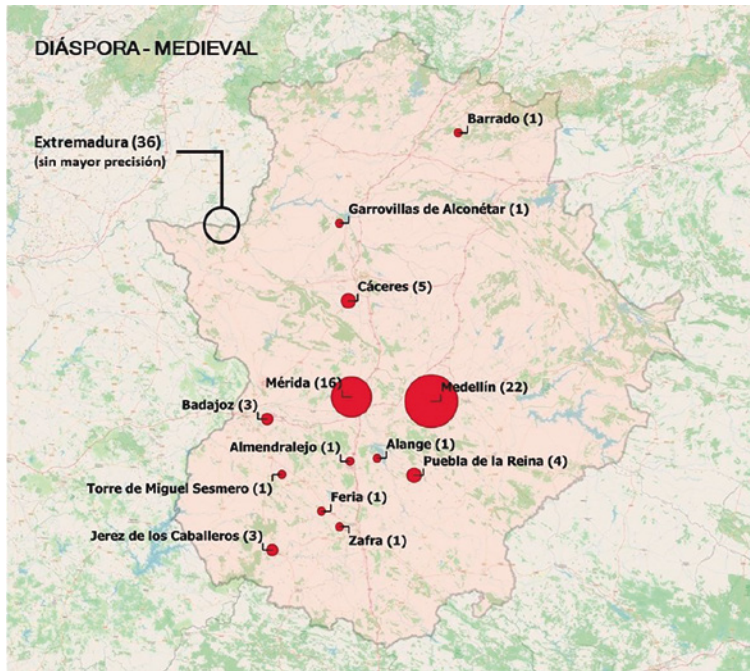 DIÁSPORA - MEDIEVAL
Barrado (1)
Extremadura (36)
(sin mayor precisión)
Garrovillas de Alconétar (1)
Cáceres (5)
Mérida (16)
Medellín (22)
Badajoz (3)
Almendralejo (1)
Alange (1)
Puebla de la Reina (4)
Torre de Miguel Sesmero (1)
Feria (1)
Jerez de los Caballeros (3)
Zafra (1)